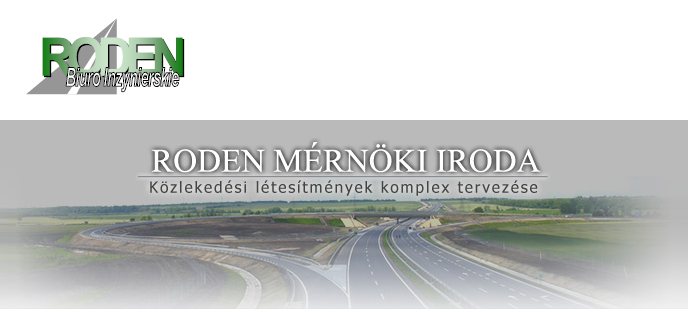 RODEN
Biuro Inżynierskie
RODEN MÉRNÖKI IRODA
Közlekedési létesítmények komplex tervezése